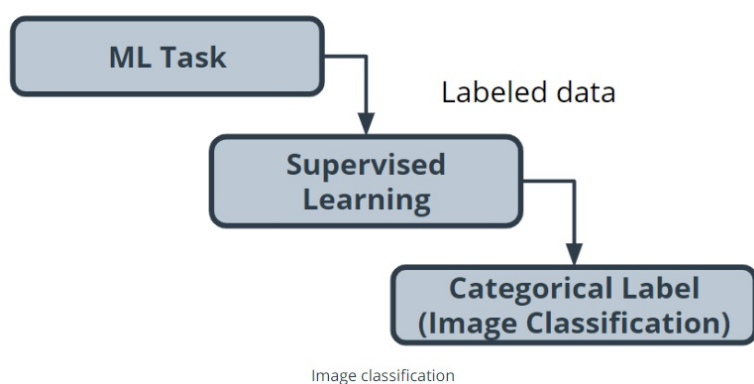 ML Task
Labeled data
Supervised
Learning
Categorical Label
(Image Classification)
Image classification